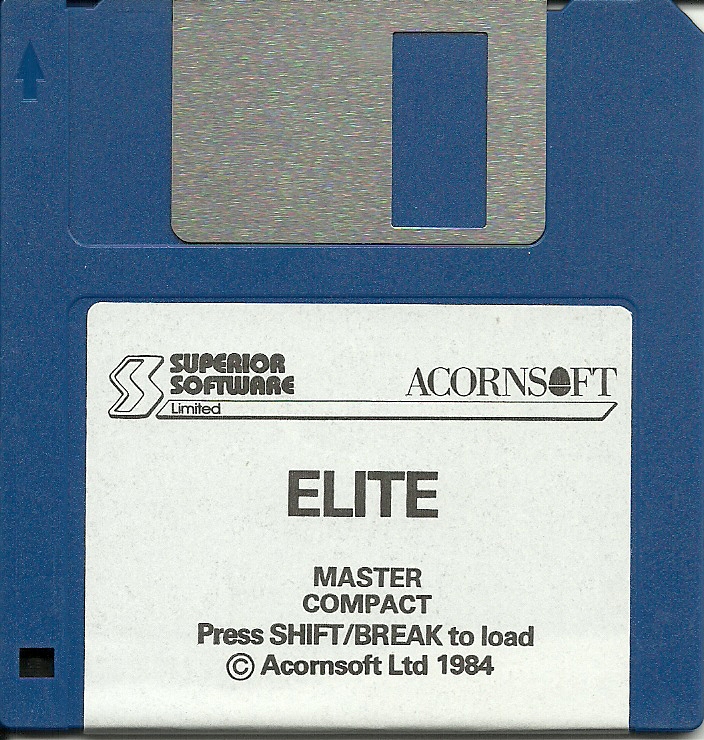 SUPERIOR
SOFTWARE
Limited
ACORNSOFT
ELITE
MASTER
COMPACT
Press SHIFT/BREAK to load
© Acornsoft Ltd 1984